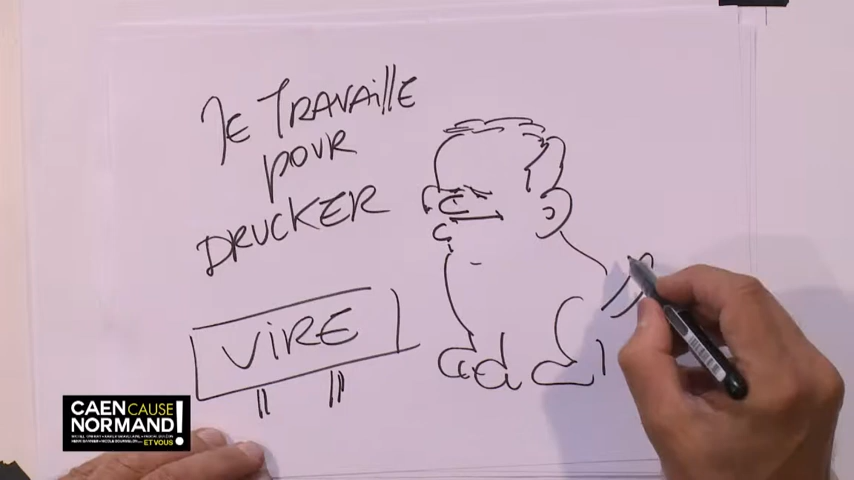 JE TRAVAILLE
POUR
DRUCKER
VIRE
CAEN CAUSE
NORMAND!
ET VOUS